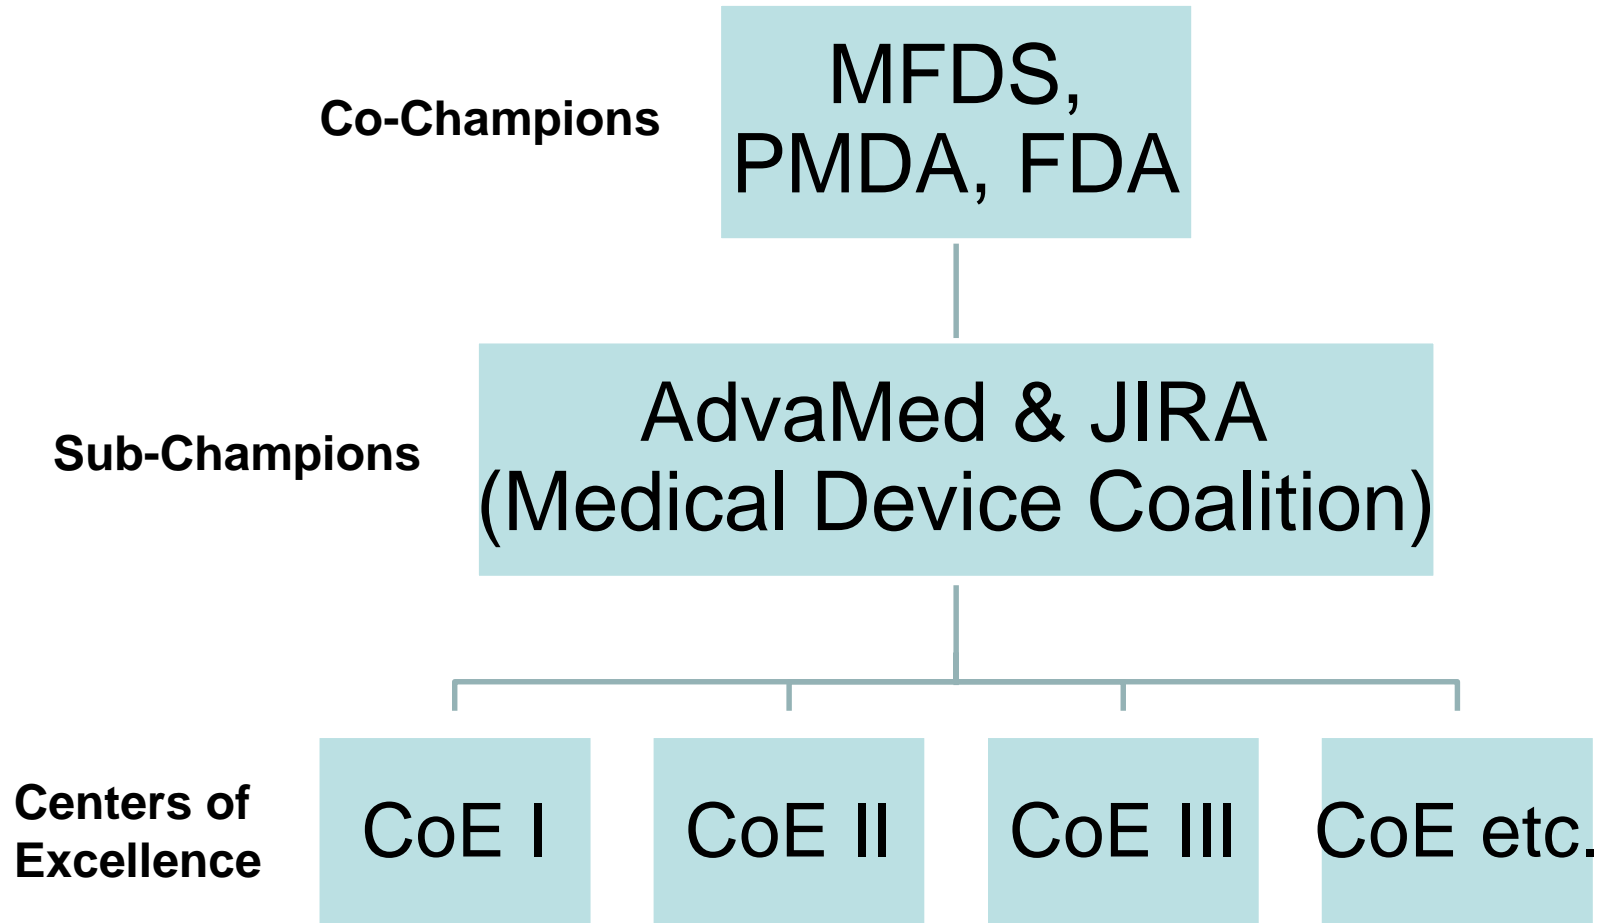 Co-Champions
MFDS,
PMDA, FDA
Sub-Champions
AdvaMed & JIRA
(Medical Device Coalition)
Centers of
Excellence
CoE I
CoE II
CoE III
CoE etc.